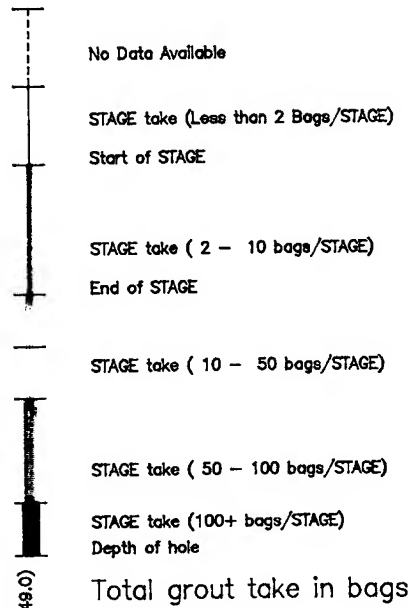 No Data Available
STAGE take (Less than 2 Bags/STAGE)
Start of STAGE
STAGE take ( 2 - 10 bags/STAGE)
End of STAGE
STAGE take ( 10 - 50 bags/STAGE)
STAGE take ( 50 - 100 bags/STAGE)
STAGE take (100+ bags/STAGE)
Depth of hole
49.0)
Total grout take in bags